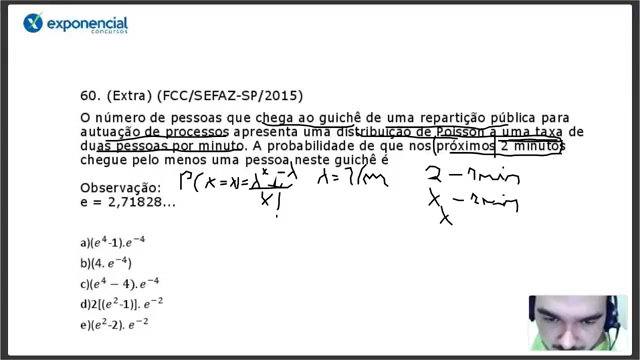 exponencial
CONCURSOS
60. (Extra) (FCC/SEFAZ-SP/2015)
O número de pessoas que chega ao guichê de uma repartição pública para
autuação de processos apresenta uma distribuição de Poisson a uma taxa de
duas pessoas por minuto. A probabilidade de que nos próximos 2 minutos
chegue pelo menos uma pessoa neste guichê é
Observação:
e = 2,71828...
a)(e⁴-1).e⁻⁴
b)(4. e⁻⁴)
c)(e⁴ − 4). e⁻⁴
d)2[(e²-1)]. e⁻²
e)(e²-2). e⁻²